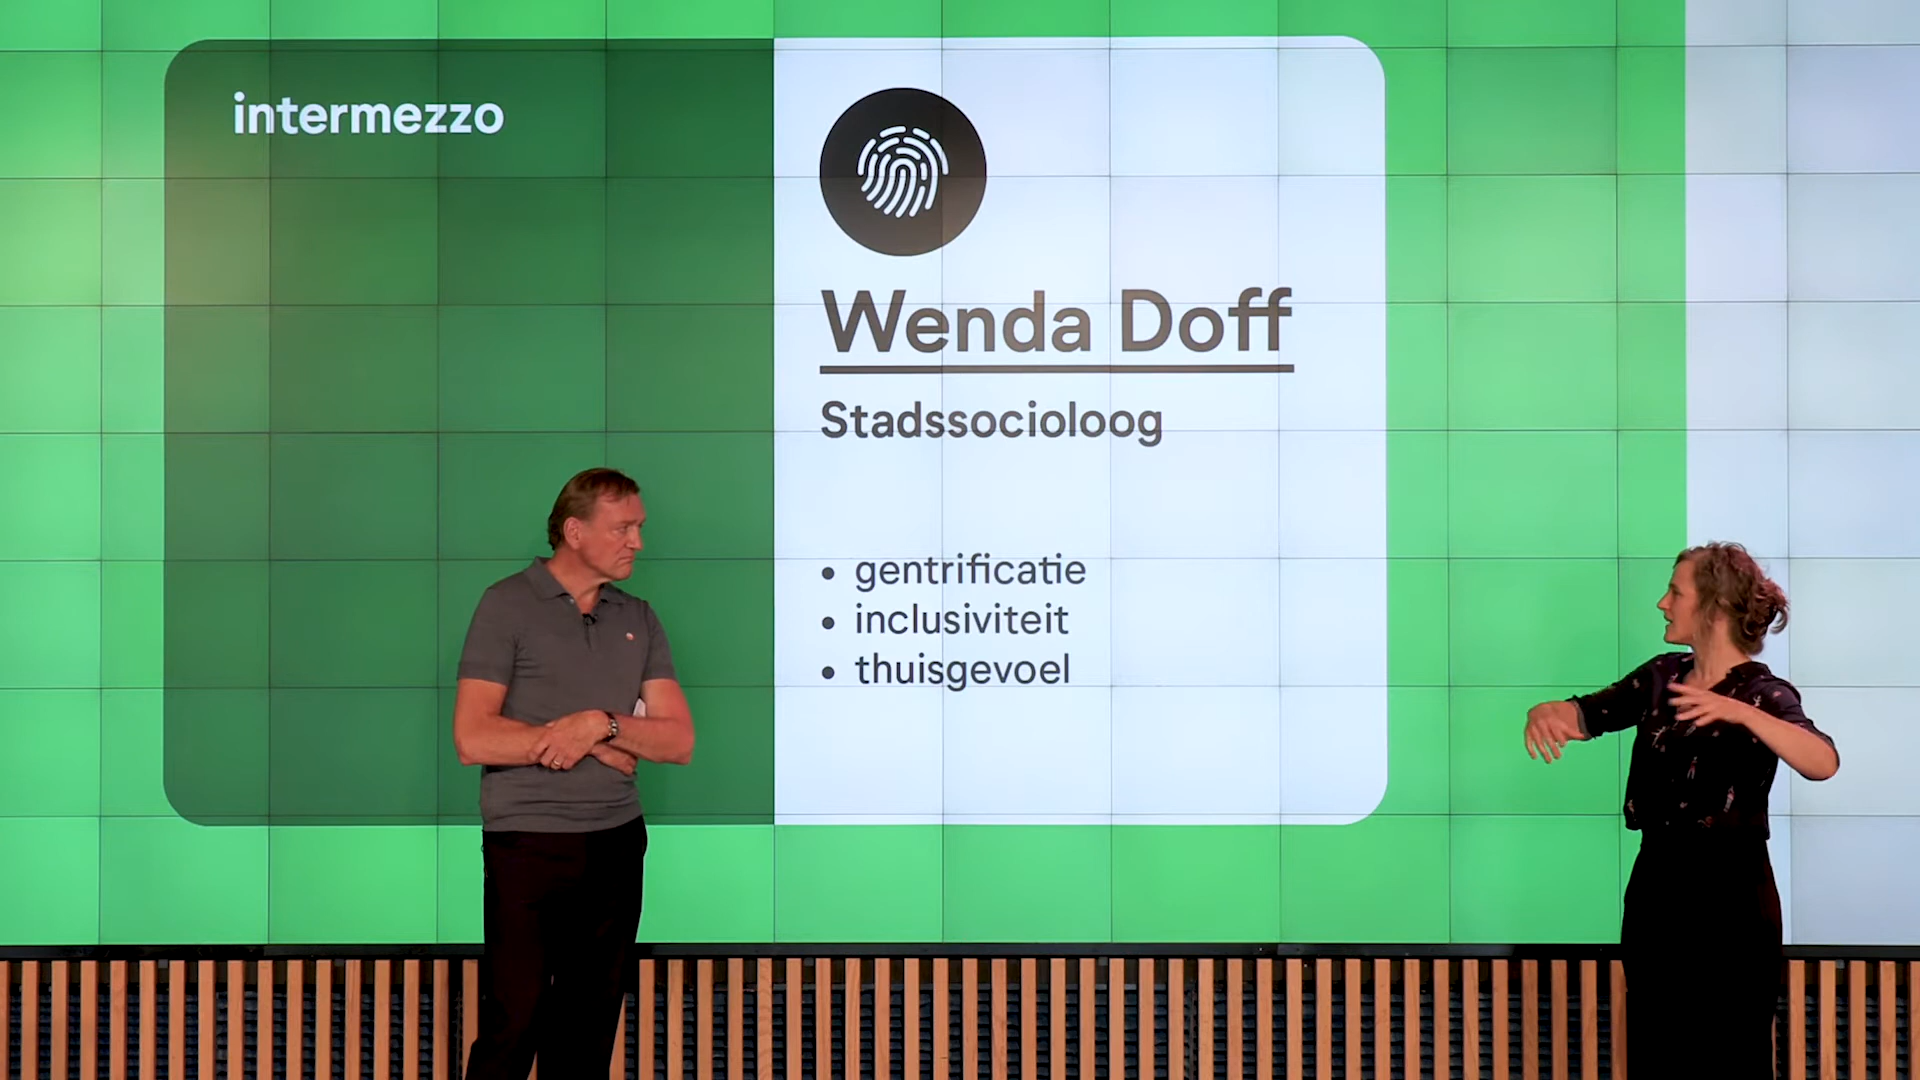 intermezzo
Wenda Doff
Stadssocioloog
• gentrificatie
• inclusiviteit
• thuisgevoel